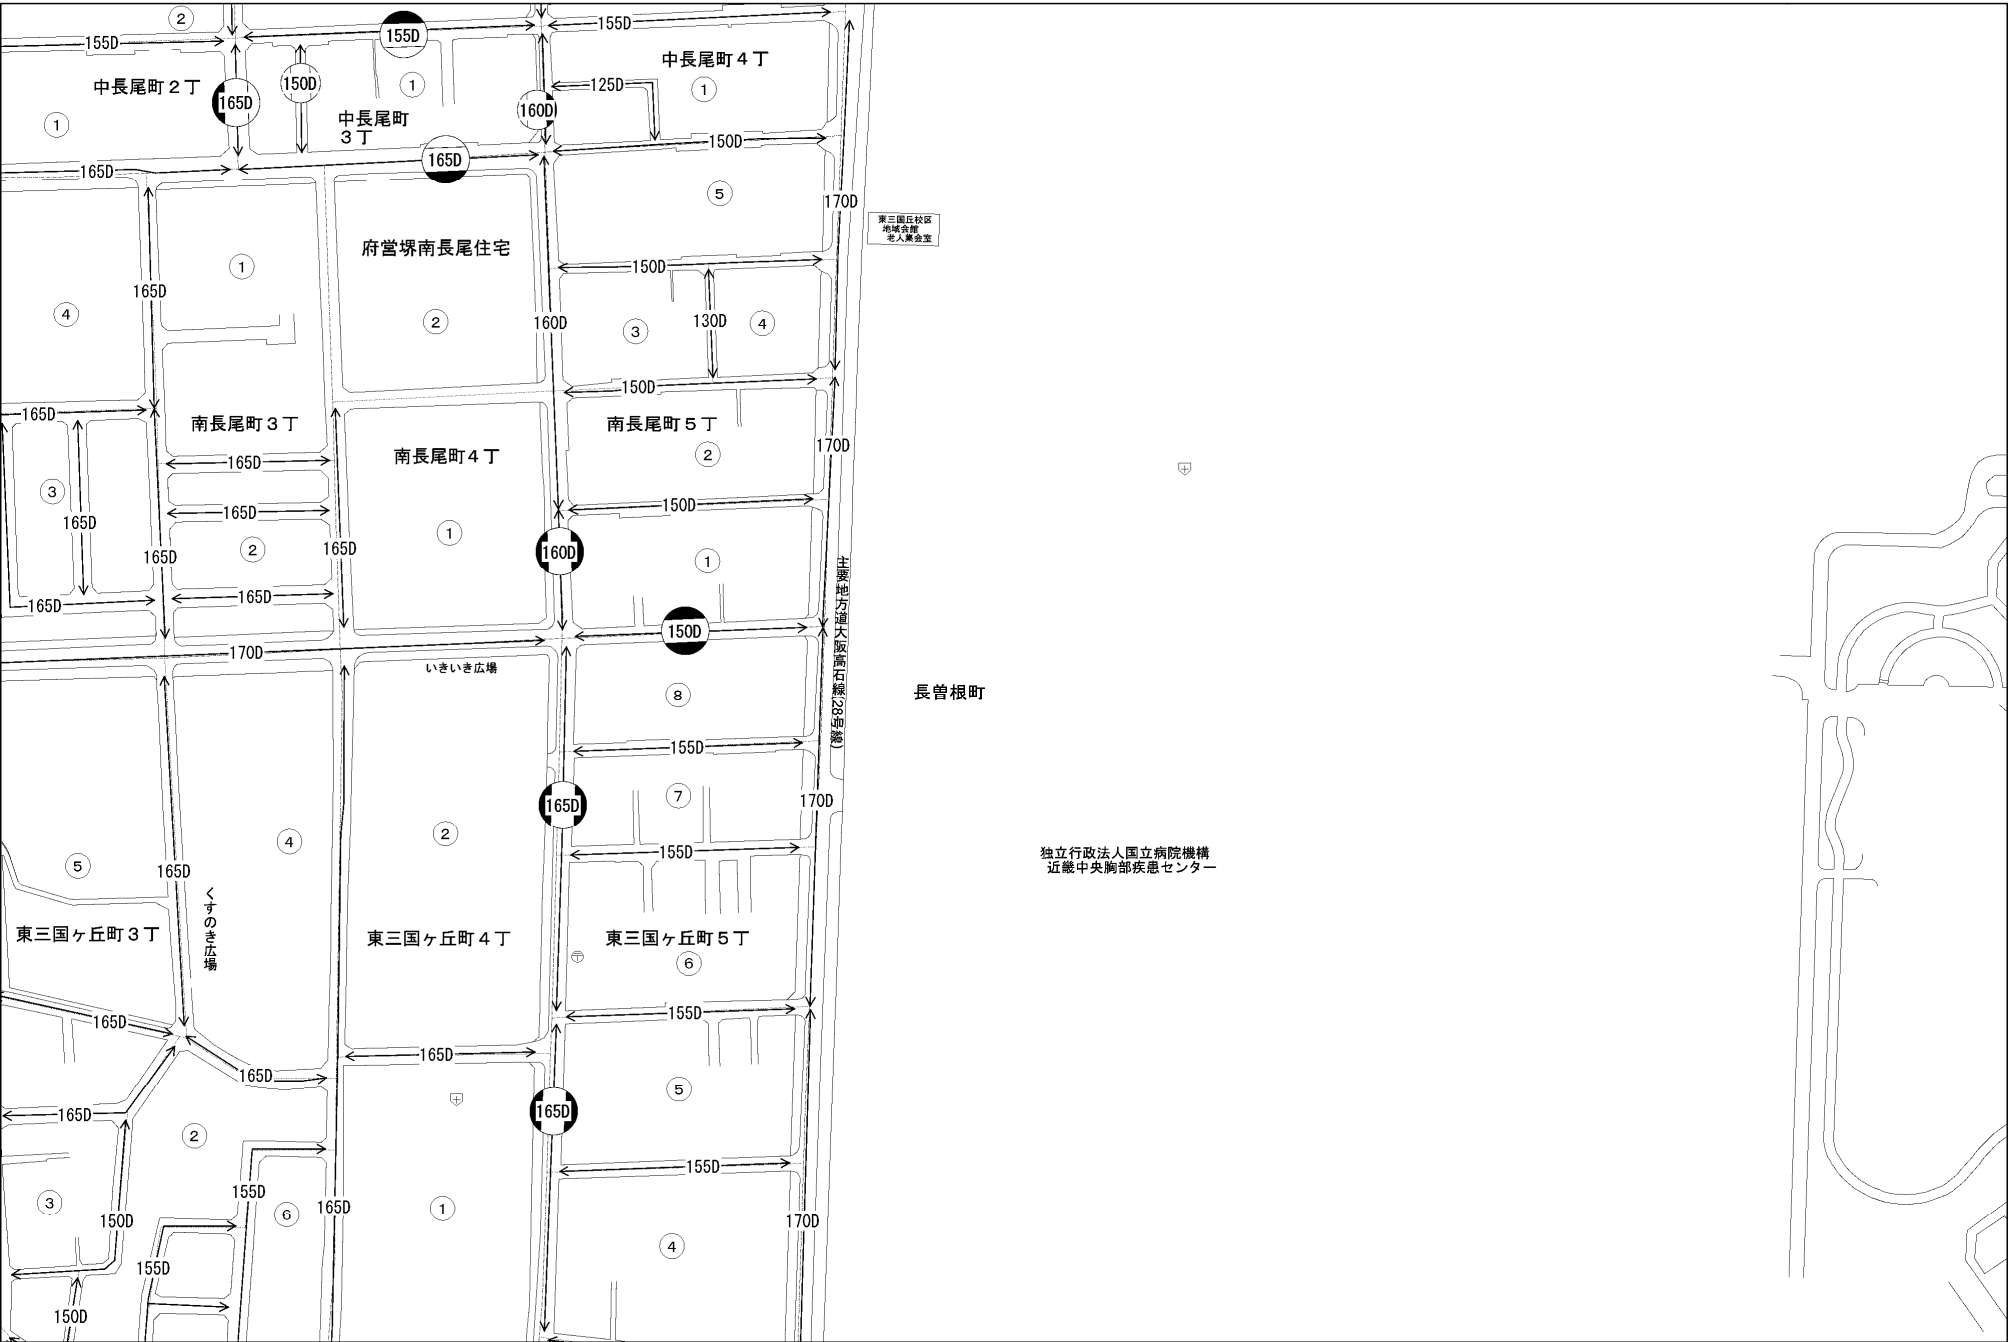 ②
155D
155D
155D
中長尾町２丁
①
165D
150D
①
中長尾町
３丁
160D
125D
中長尾町４丁
①
165D
165D
150D
⑤
170D
東三国丘校区
地域会館
老人集会室
府営堺南長尾住宅
①
②
④
165D
160D
150D
③
130D
④
150D
165D
南長尾町３丁
南長尾町４丁
南長尾町５丁
②
170D
165D
③
165D
165D
165D
②
165D
①
150D
160D
①
165D
165D
165D
150D
主要地方道大阪高石線(28号線)
170D
いきいき広場
⑧
長曽根町
155D
⑦
165D
170D
②
④
⑤
165D
155D
独立行政法人国立病院機構
近畿中央胸部疾患センター
くすのき広場
東三国ヶ丘町３丁
東三国ヶ丘町４丁
東三国ヶ丘町５丁
⑥
165D
155D
165D
165D
⑤
165D
165D
②
155D
155D
③
150D
⑥
165D
①
170D
④
155D
150D